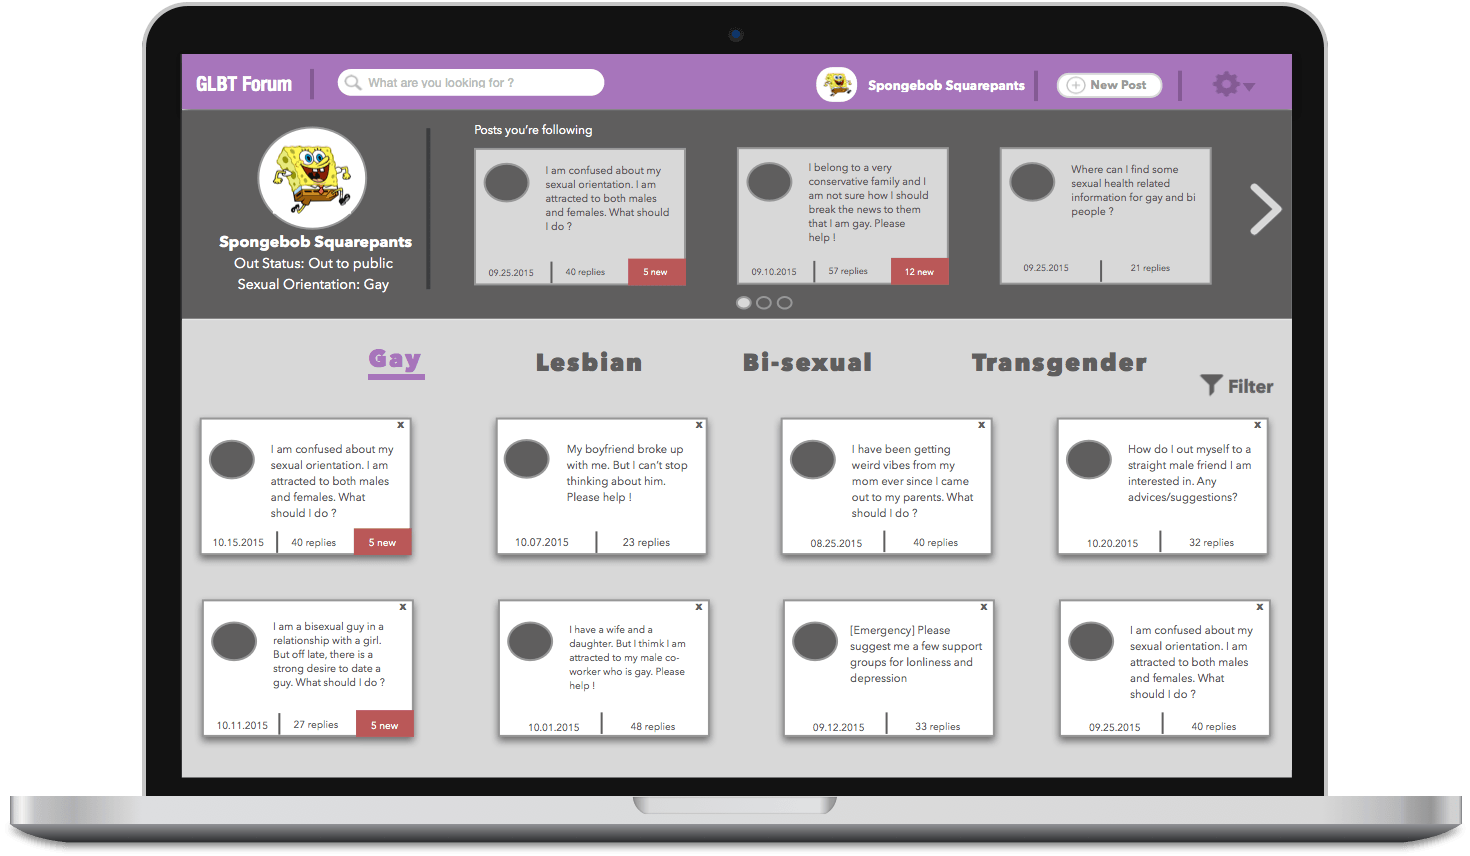 GLBT Forum
What are you looking for ?
Spongebob Squarepants
New Post
Spongebob Squarepants
Out Status: Out to public
Sexual Orientation: Gay
Posts you're following
I am confused about my
sexual orientation. I am
attracted to both males
and females. What should
I do ?
09.25.2015
40 replies
5 new
I belong to a very
conservative family and I
am not sure how I should
break the news to them
that I am gay. Please
help !
09.10.2015
57 replies
12 new
Where can I find some
sexual health related
information for gay and bi
people ?
09.25.2015
21 replies
Gay
Lesbian
Bi-sexual
Transgender
Filter
x
I am confused about my
sexual orientation. I am
attracted to both males
and females. What
should I do ?
10.15.2015
40 replies
5 new
x
My boyfriend broke up
with me. But I can't stop
thinking about him.
Please help !
10.07.2015
23 replies
x
I have been getting
weird vibes from my
mom ever since I came
out to my parents. What
should I do ?
08.25.2015
40 replies
x
How do I out myself to a
straight male friend I am
interested in. Any
advices/suggestions?
10.20.2015
32 replies
x
I am a bisexual guy in a
relationship with a girl.
But off late, there is a
strong desire to date a
guy. What should I do ?
10.11.2015
27 replies
5 new
x
I have a wife and a
daughter. But I thimk I am
attracted to my male co-
worker who is gay. Please
help !
10.01.2015
48 replies
x
[Emergency] Please
suggest me a few support
groups for lonliness and
depression
09.12.2015
33 replies
x
I am confused about my
sexual orientation. I am
attracted to both males
and females. What
should I do ?
09.25.2015
40 replies